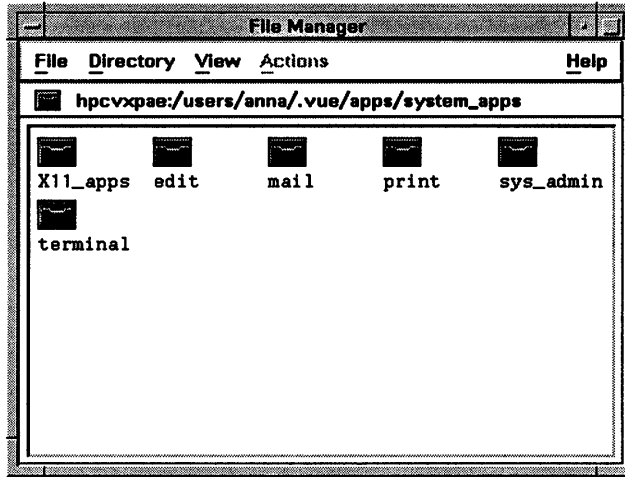 File Manager
File Directory View Actions Help
hpcvxpae:/users/anna/.vue/apps/system_apps
X11_apps edit mail print sys_admin
terminal